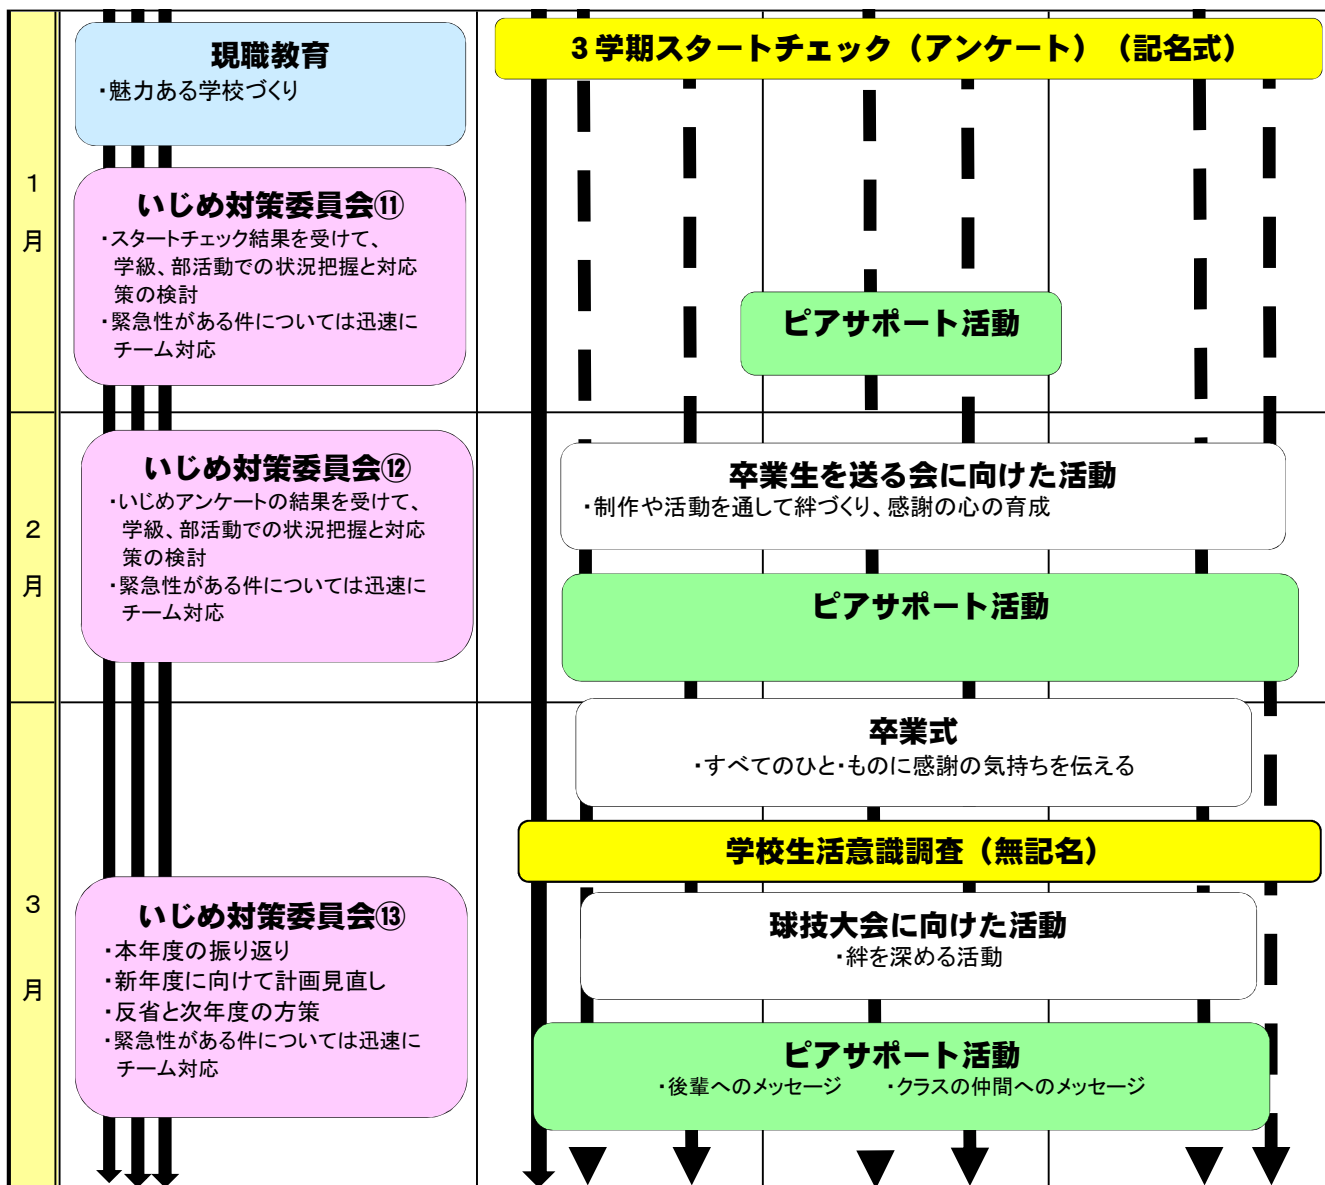 1
月
現職教育
・魅力ある学校づくり
3学期スタートチェック（アンケート）（記名式）
いじめ対策委員会⑪
・スタートチェック結果を受けて、
学級、部活動での状況把握と対応
策の検討
・緊急性がある件については迅速に
チーム対応
ピアサポート活動
2
月
いじめ対策委員会⑫
・いじめアンケートの結果を受けて、
学級、部活動での状況把握と対応
策の検討
・緊急性がある件については迅速に
チーム対応
卒業生を送る会に向けた活動
・制作や活動を通して絆づくり、感謝の心の育成
ピアサポート活動
3
月
卒業式
・すべてのひと・ものに感謝の気持ちを伝える
学校生活意識調査（無記名）
いじめ対策委員会⑬
・本年度の振り返り
・新年度に向けて計画見直し
・反省と次年度の方策
・緊急性がある件については迅速に
チーム対応
球技大会に向けた活動
・絆を深める活動
ピアサポート活動
・後輩へのメッセージ　・クラスの仲間へのメッセージ